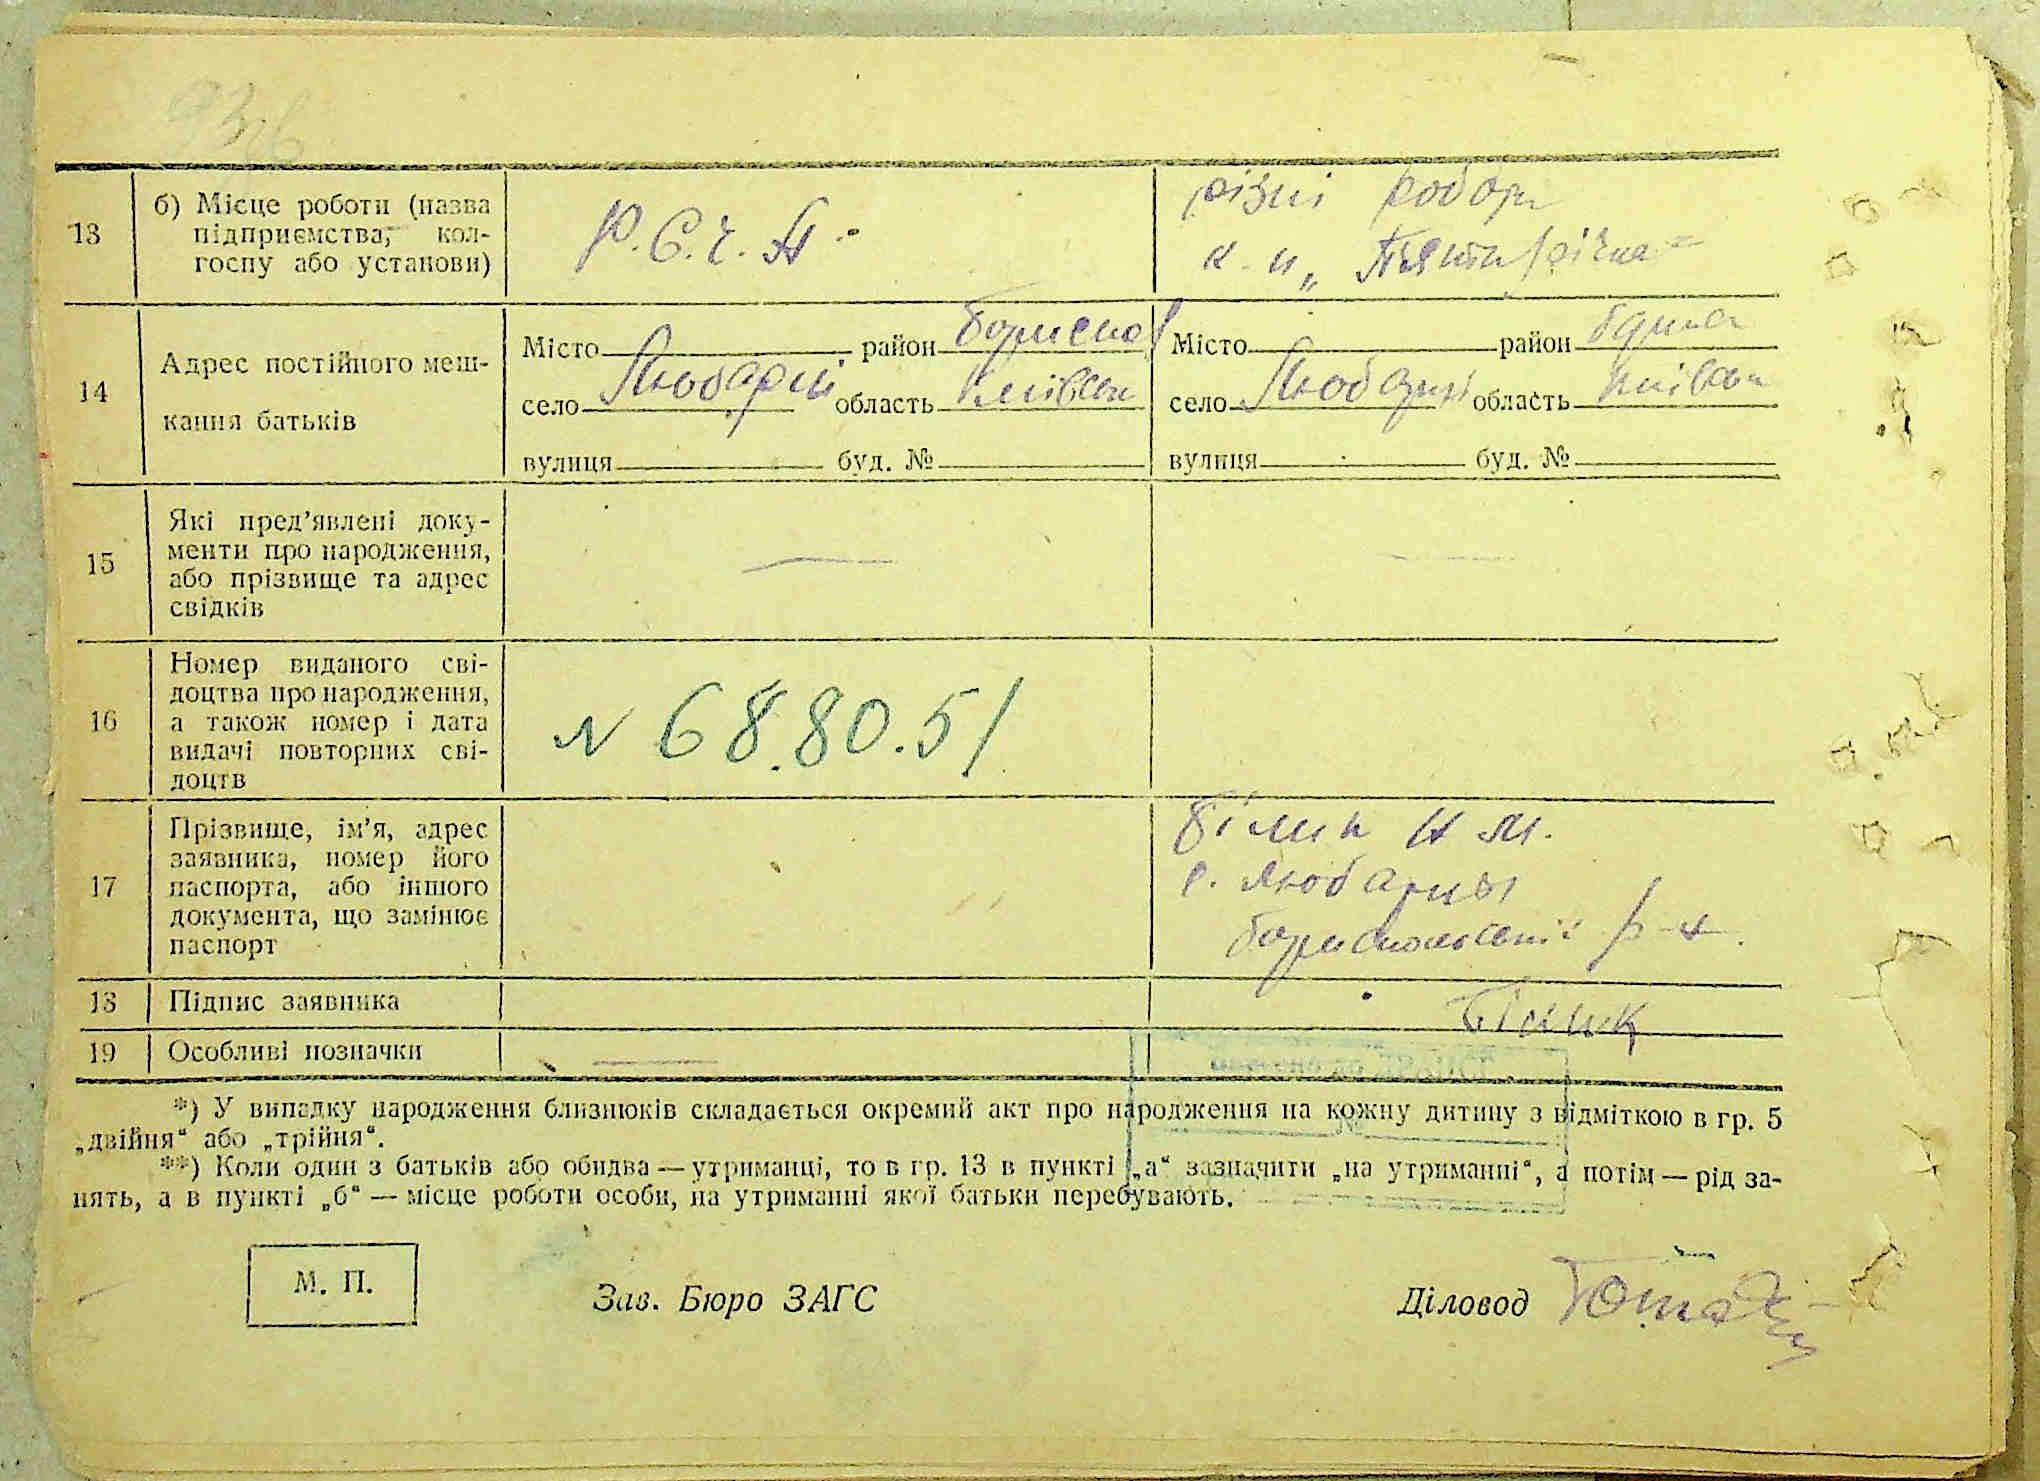 13
б) Місце роботи (назва
підприємства, кол-
госпу або установи)
Р. С. Ч. А.
різні роботи
к-п „Пятирічка"
14
Адрес постійного меш-
кання батьків
Місто район Бориспол
село Любарці область Київськ
вулиця буд. №
Місто район
село Любарці область Київськ
вулиця буд. №
15
Які пред'явлені доку-
менти про народження,
або прізвище та адрес
свідків
16
Номер виданого сві-
доцтва про народження,
а також номер і дата
видачі повторних сві-
доцтв
№ 68.80.51
17
Прізвище, ім'я, адрес
заявника, номер його
паспорта, або іншого
документа, що замінює
паспорт
Білик Н М.
с. Любарці
Бориспольський р-н.
18
Підпис заявника
Білик
19
Особливі позначки
*) У випадку народження близнюків складається окремий акт про народження на кожну дитину з відміткою в гр. 5
„двійня" або „трійня".
**) Коли один з батьків або обидва — утриманці, то в гр. 13 в пункті „а" зазначити „на утриманні", а потім — рід за-
нять, а в пункті „б" — місце роботи особи, на утриманні якої батьки перебувають.
М. П.
Зав. Бюро ЗАГС
Діловод